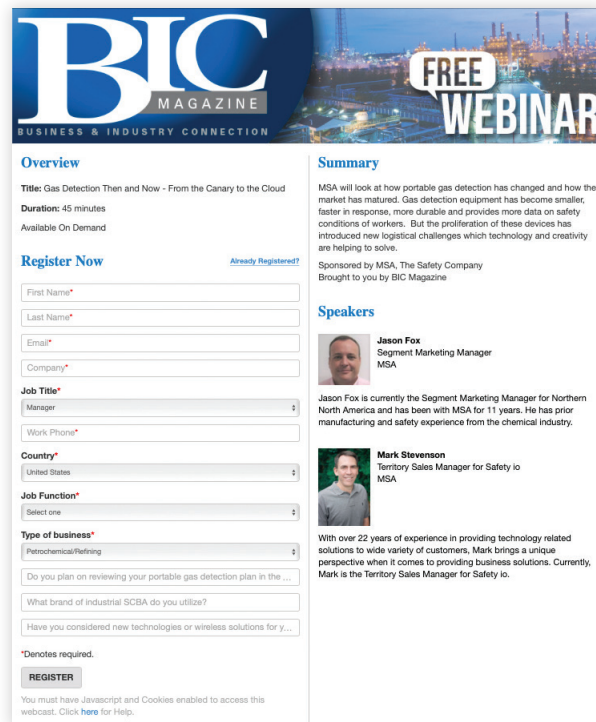 BIC
MAGAZINE
BUSINESS & INDUSTRY CONNECTION
FREE
WEBINAR
Overview
Title: Gas Detection Then and Now - From the Canary to the Cloud
Duration: 45 minutes
Available On Demand
Register Now
Already Registered?
First Name*
Last Name*
Email*
Company*
Job Title*
Manager
Work Phone*
Country*
United States
Job Function*
Select one
Type of business*
Petrochemical/Refining
Do you plan on reviewing your portable gas detection plan in the ...
What brand of industrial SCBA do you utilize?
Have you considered new technologies or wireless solutions for y...
*Denotes required.
REGISTER
You must have Javascript and Cookies enabled to access this
webcast. Click here for Help.
Summary
MSA will look at how portable gas detection has changed and how the
market has matured. Gas detection equipment has become smaller,
faster in response, more durable and provides more data on safety
conditions of workers. But the proliferation of these devices has
introduced new logistical challenges which technology and creativity
are helping to solve.
Sponsored by MSA, The Safety Company
Brought to you by BIC Magazine
Speakers
Jason Fox
Segment Marketing Manager
MSA
Jason Fox is currently the Segment Marketing Manager for Northern
North America and has been with MSA for 11 years. He has prior
manufacturing and safety experience from the chemical industry.
Mark Stevenson
Territory Sales Manager for Safety io
MSA
With over 22 years of experience in providing technology related
solutions to wide variety of customers, Mark brings a unique
perspective when it comes to providing business solutions. Currently,
Mark is the Territory Sales Manager for Safety io.